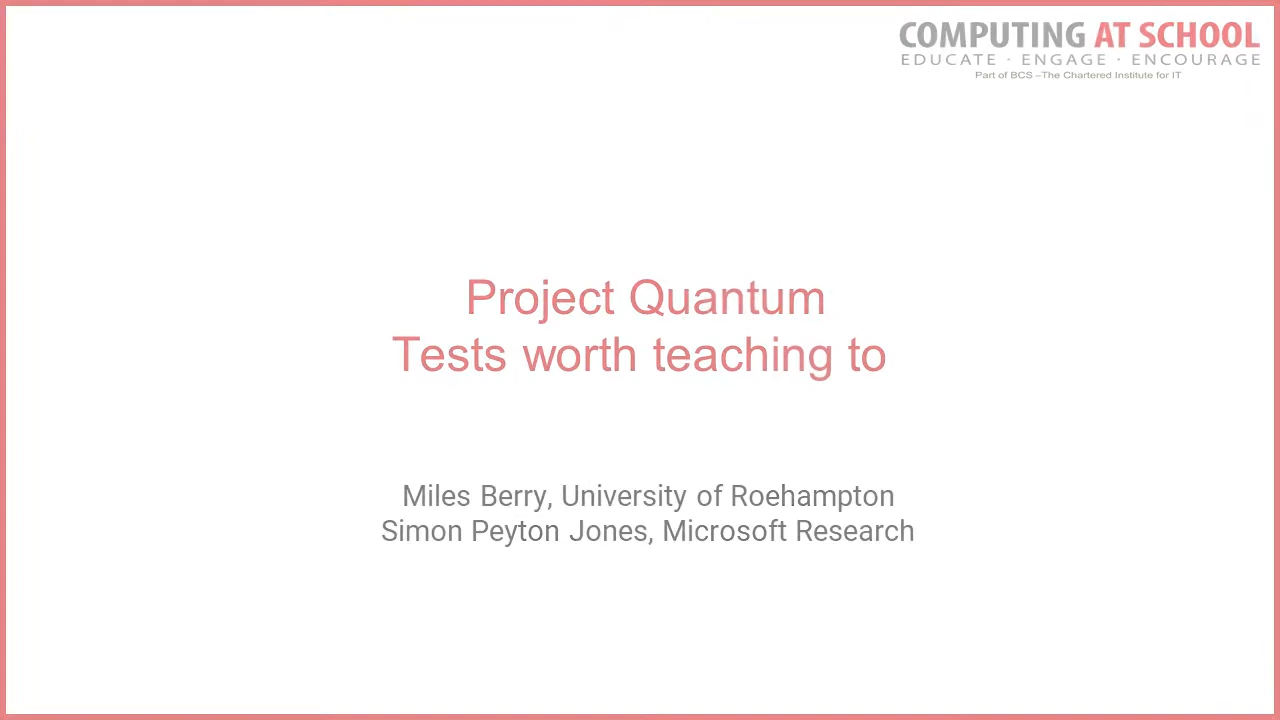 COMPUTING AT SCHOOL
EDUCATE · ENGAGE · ENCOURAGE
Part of BCS –The Chartered Institute for IT
Project Quantum
Tests worth teaching to
Miles Berry, University of Roehampton
Simon Peyton Jones, Microsoft Research